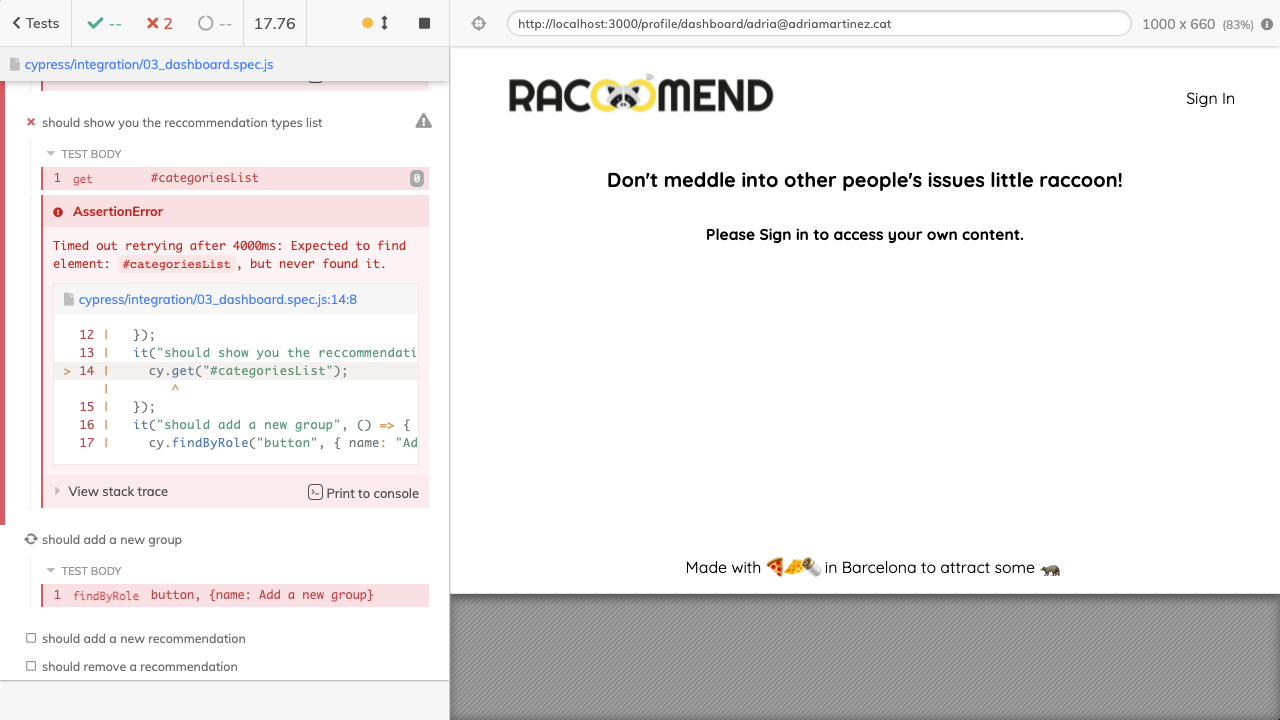 Tests
--
2
--
17.76
cypress/integration/03_dashboard.spec.js
should show you the reccommendation types list
TEST BODY
1 get #categoriesList 0
AssertionError
Timed out retrying after 4000ms: Expected to find
element: #categoriesList, but never found it.
cypress/integration/03_dashboard.spec.js:14:8
12 | });
13 | it("should show you the reccommendati
> 14 | cy.get("#categoriesList");
| ^
15 | });
16 | it("should add a new group", () => {
17 | cy.findByRole("button", { name: "Ad
View stack trace
Print to console
should add a new group
TEST BODY
1 findByRole button, {name: Add a new group}
should add a new recommendation
should remove a recommendation
http://localhost:3000/profile/dashboard/adria@adriamartinez.cat
1000 x 660 (83%)
RACOOMEND
Sign In
Don't meddle into other people's issues little raccoon!
Please Sign in to access your own content.
Made with 🍕🧀🌯 in Barcelona to attract some 🦡